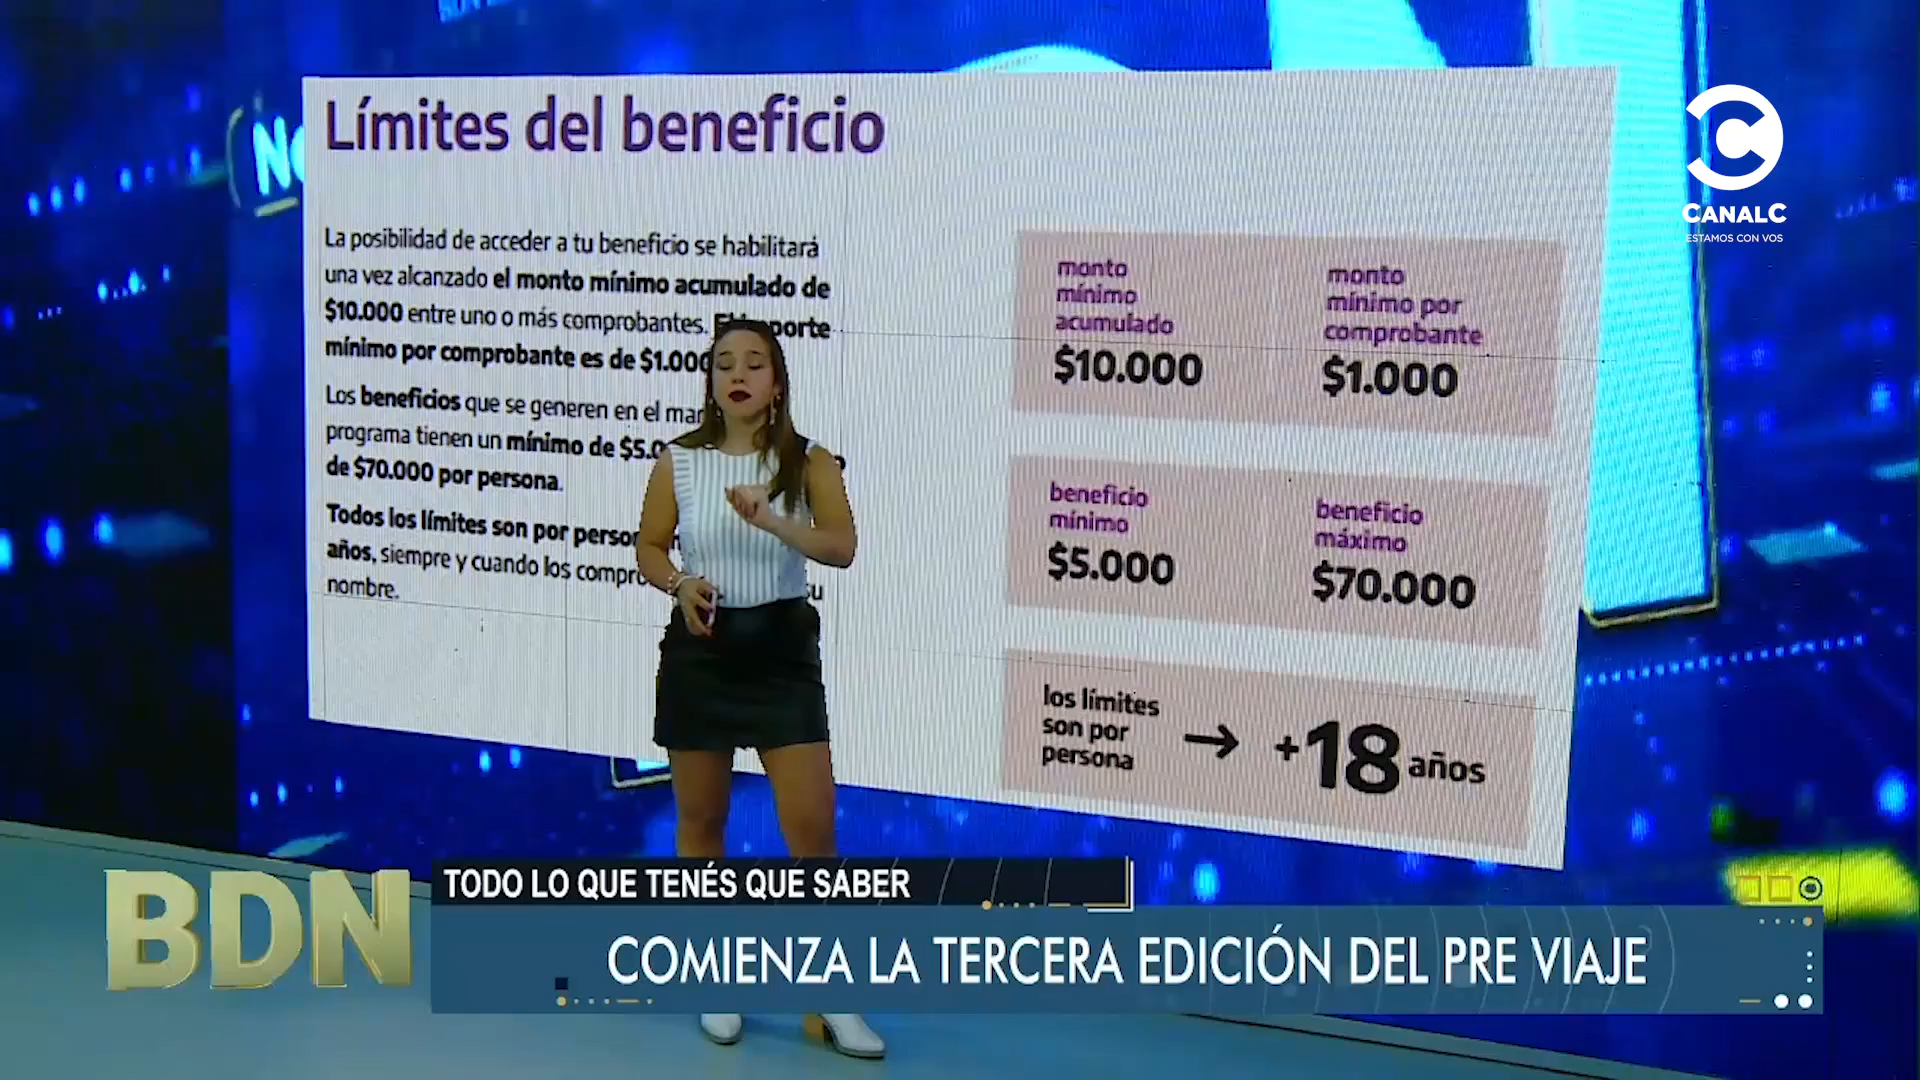 Límites del beneficio
La posibilidad de acceder a tu beneficio se habilitará
una vez alcanzado el monto mínimo acumulado de
$10.000 entre uno o más comprobantes.
mínimo por comprobante es de $1.000
Los beneficios que se generen en el
programa tienen un mínimo de
de $70.000 por persona.
Todos los límites son por
años, siempre y cuando los
nombre.
monto
mínimo
acumulado
$10.000
monto
mínimo por
comprobante
$1.000
beneficio
mínimo
$5.000
beneficio
máximo
$70.000
los límites
son por
persona
→ +18 años
CANALC
ESTAMOS CON VOS
BDN
TODO LO QUE TENÉS QUE SABER
COMIENZA LA TERCERA EDICIÓN DEL PRE VIAJE